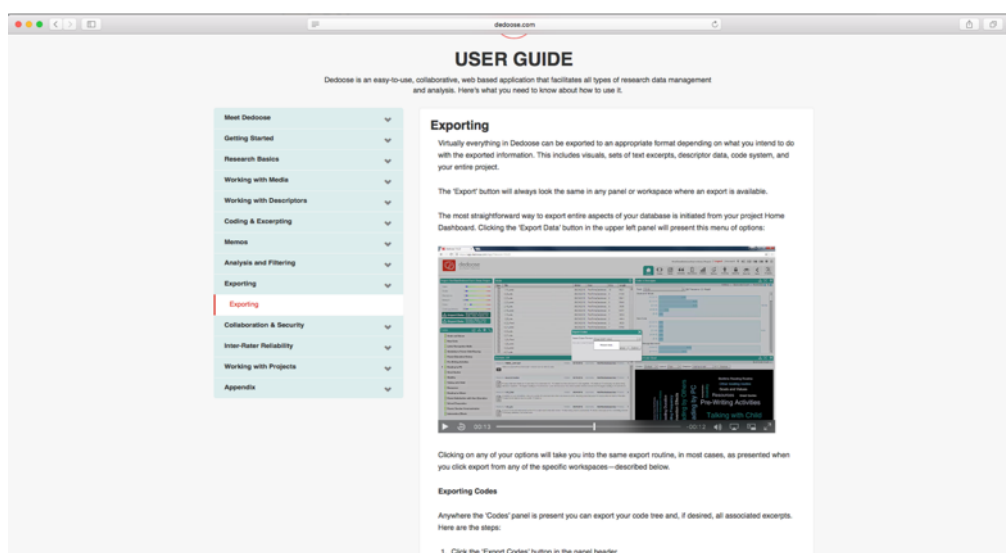 dedoose.com
USER GUIDE
Dedoose is an easy-to-use, collaborative, web based application that facilitates all types of research data management
and analysis. Here's what you need to know about how to use it.
Meet Dedoose
Getting Started
Research Basics
Working with Media
Working with Descriptors
Coding & Excerpting
Memos
Analysis and Filtering
Exporting
Exporting
Collaboration & Security
Inter-Rater Reliability
Working with Projects
Appendix
Exporting
Virtually everything in Dedoose can be exported to an appropriate format depending on what you intend to do
with the exported information. This includes visuals, sets of text excerpts, descriptor data, code system, and
your entire project.
The 'Export' button will always look the same in any panel or workspace where an export is available.
The most straightforward way to export entire aspects of your database is initiated from your project Home
Dashboard. Clicking the 'Export Data' button in the upper left panel will present this menu of options:
dedoose
Pre-Writing Activities
Talking with Child
00:13
-00:12
Clicking on any of your options will take you into the same export routine, in most cases, as presented when
you click export from any of the specific workspaces—described below.
Exporting Codes
Anywhere the 'Codes' panel is present you can export your code tree and, if desired, all associated excerpts.
Here are the steps:
1. Click the 'Export Codes' button in the panel header